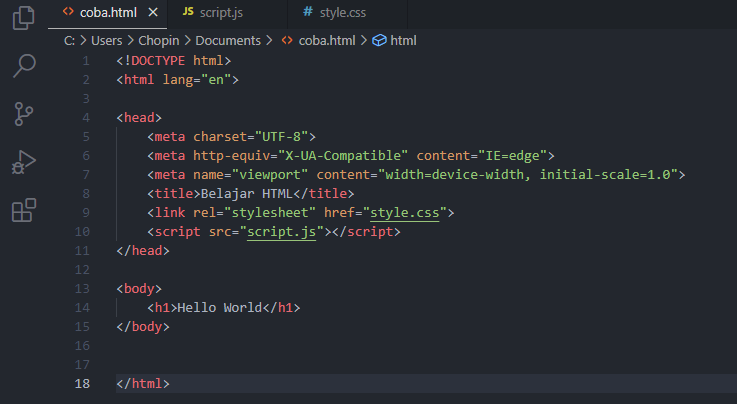 coba.html
JS script.js
# style.css
C: > Users > Chopin > Documents > <> coba.html > html
1 <!DOCTYPE html>
2 <html lang="en">
3
4 <head>
5     <meta charset="UTF-8">
6     <meta http-equiv="X-UA-Compatible" content="IE=edge">
7     <meta name="viewport" content="width=device-width, initial-scale=1.0">
8     <title>Belajar HTML</title>
9     <link rel="stylesheet" href="style.css">
10     <script src="script.js"></script>
11 </head>
12
13 <body>
14     <h1>Hello World</h1>
15 </body>
16
17
18 </html>